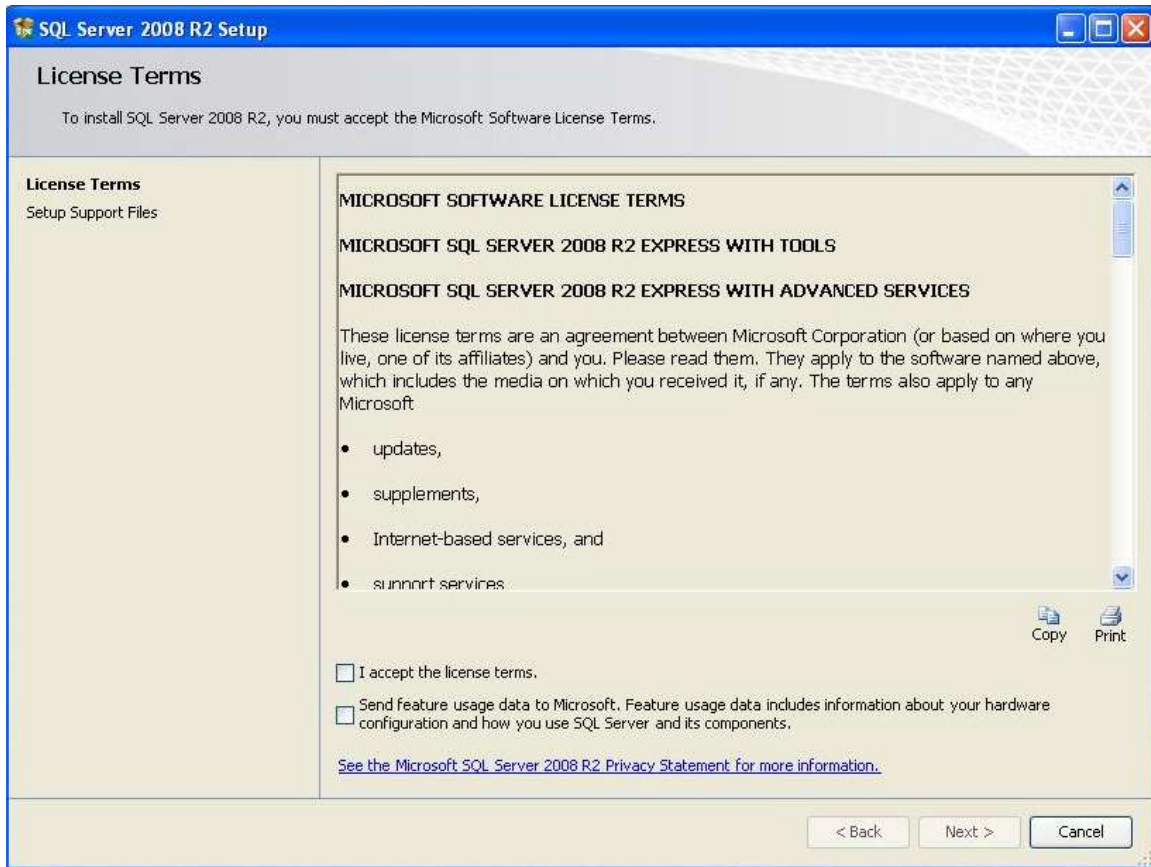 SQL Server 2008 R2 Setup
License Terms
To install SQL Server 2008 R2, you must accept the Microsoft Software License Terms.
License Terms
Setup Support Files
MICROSOFT SOFTWARE LICENSE TERMS
MICROSOFT SQL SERVER 2008 R2 EXPRESS WITH TOOLS
MICROSOFT SQL SERVER 2008 R2 EXPRESS WITH ADVANCED SERVICES
These license terms are an agreement between Microsoft Corporation (or based on where you
live, one of its affiliates) and you. Please read them. They apply to the software named above,
which includes the media on which you received it, if any. The terms also apply to any
Microsoft
• updates,
• supplements,
• Internet-based services, and
• support services
Copy
Print
I accept the license terms.
Send feature usage data to Microsoft. Feature usage data includes information about your hardware
configuration and how you use SQL Server and its components.
See the Microsoft SQL Server 2008 R2 Privacy Statement for more information.
< Back
Next >
Cancel